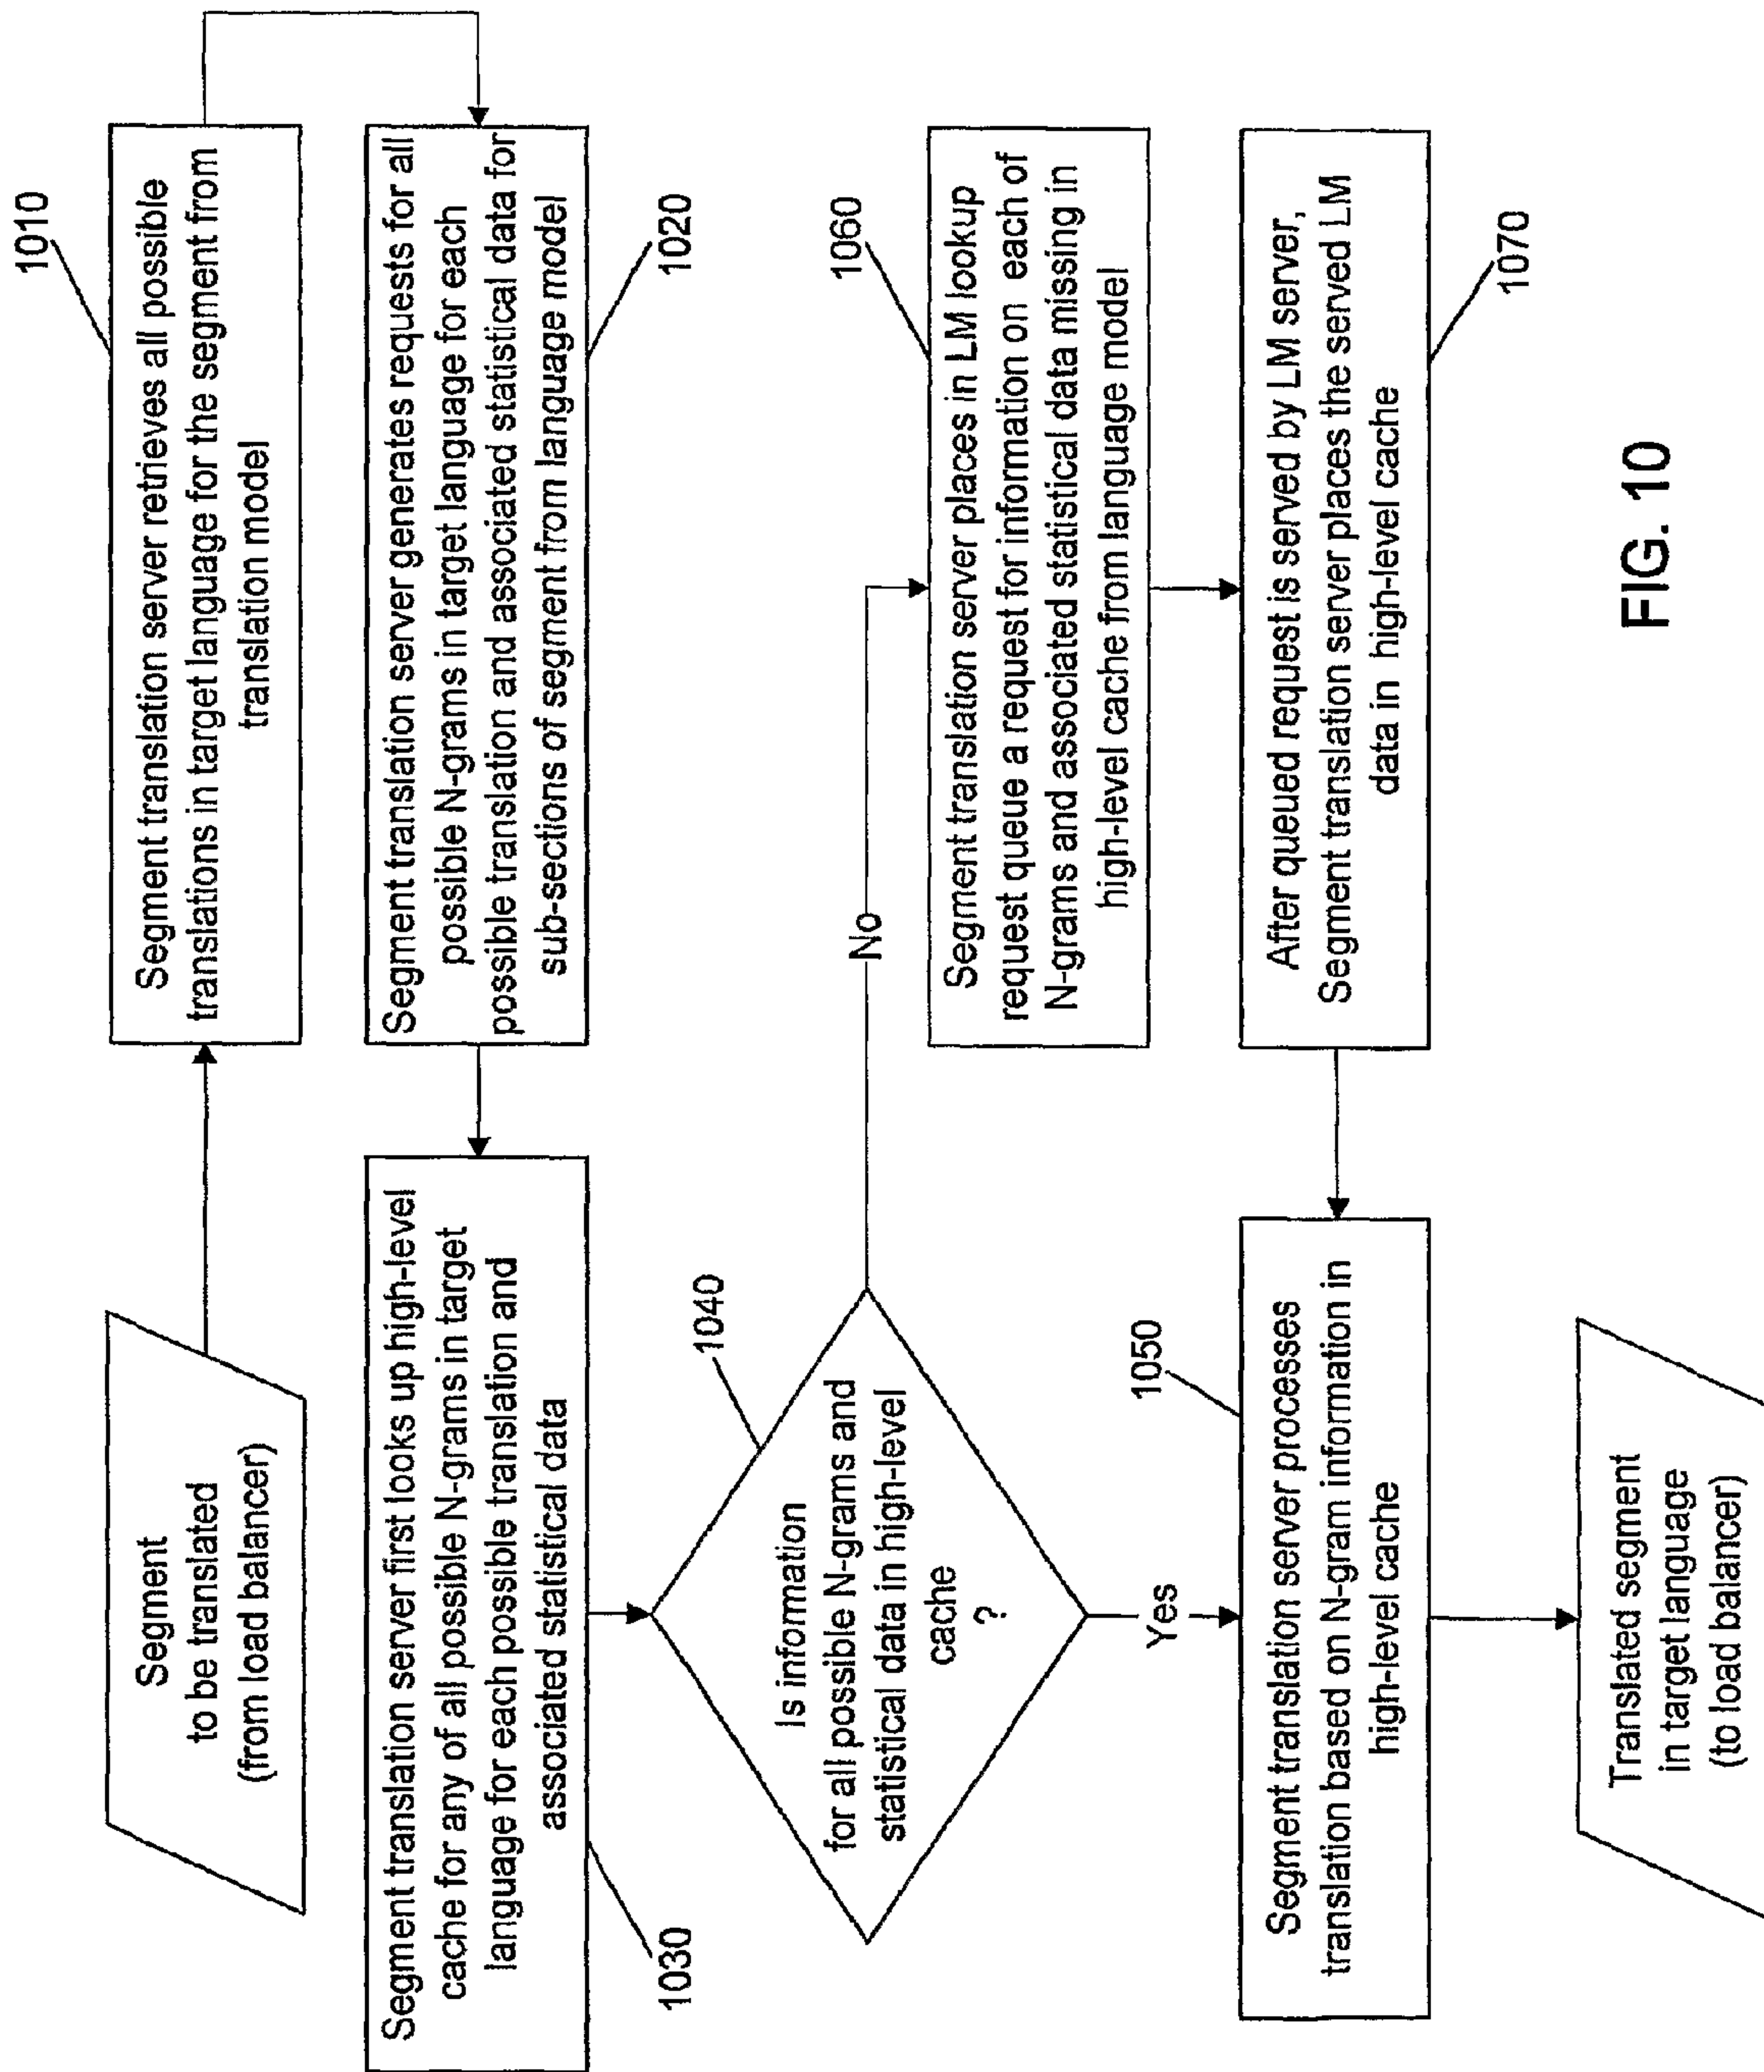 Segment
to be translated
(from load balancer)
1010
Segment translation server retrieves all possible
translations in target language for the segment from
translation model
Segment translation server generates requests for all
possible N-grams in target language for each
possible translation and associated statistical data for
sub-sections of segment from language model
1020
Segment translation server first looks up high-level
cache for any of all possible N-grams in target
language for each possible translation and
associated statistical data
1030
1040
Is information
for all possible N-grams and
statistical data in high-level
cache
?
No
Yes
1060
Segment translation server places in LM lookup
request queue a request for information on each of
N-grams and associated statistical data missing in
high-level cache from language model
After queued request is served by LM server,
Segment translation server places the served LM
data in high-level cache
1070
1050
Segment translation server processes
translation based on N-gram information in
high-level cache
Translated segment
in target language
(to load balancer)
FIG. 10